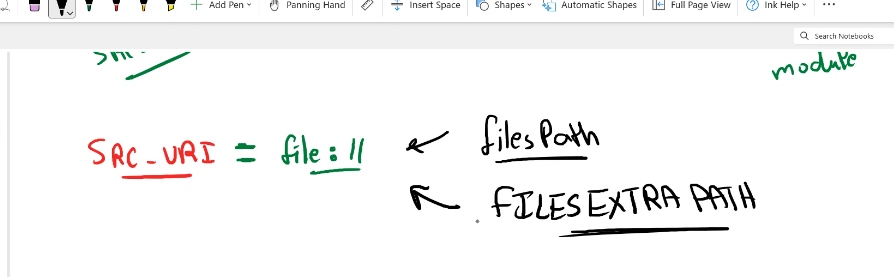 Add Pen Panning Hand Insert Space Shapes Automatic Shapes Full Page View Ink Help ...
Search Notebooks
module
SRC_URI = file:// filesPath
FILESEXTRAPATH